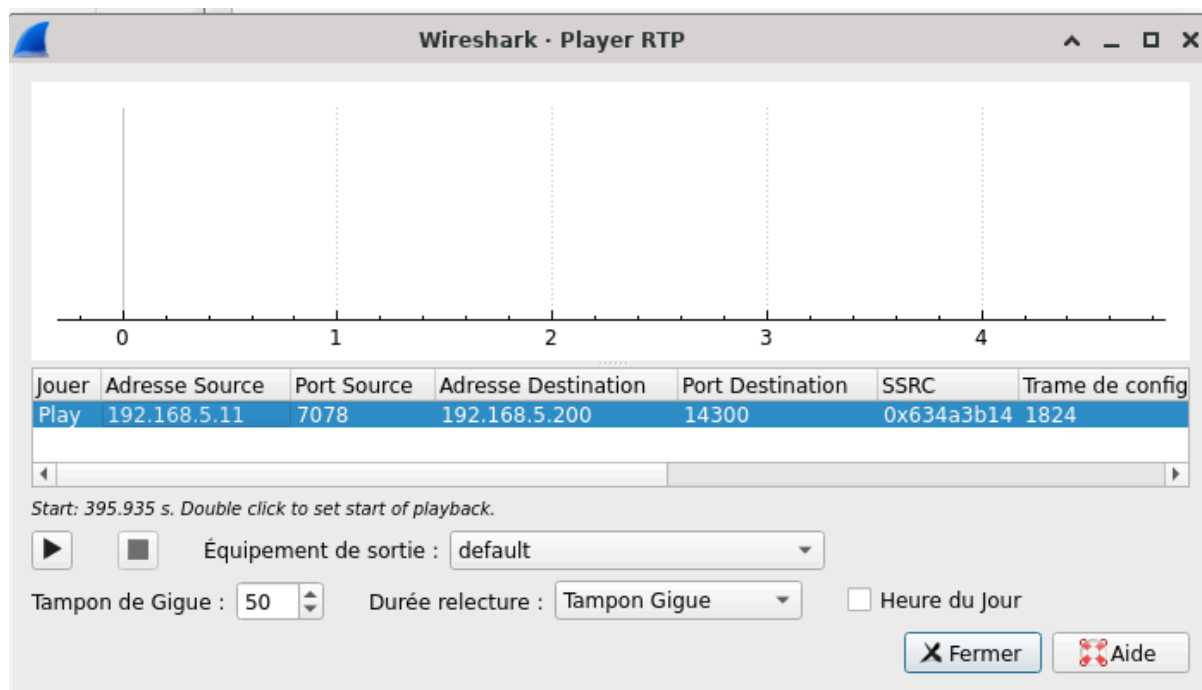 Wireshark · Player RTP
0 1 2 3 4
Jouer Adresse Source Port Source Adresse Destination Port Destination SSRC Trame de config
Play 192.168.5.11 7078 192.168.5.200 14300 0x634a3b14 1824
Start: 395.935 s. Double click to set start of playback.
Équipement de sortie : default
Tampon de Gigue : 50 Durée relecture : Tampon Gigue Heure du Jour
Fermer Aide